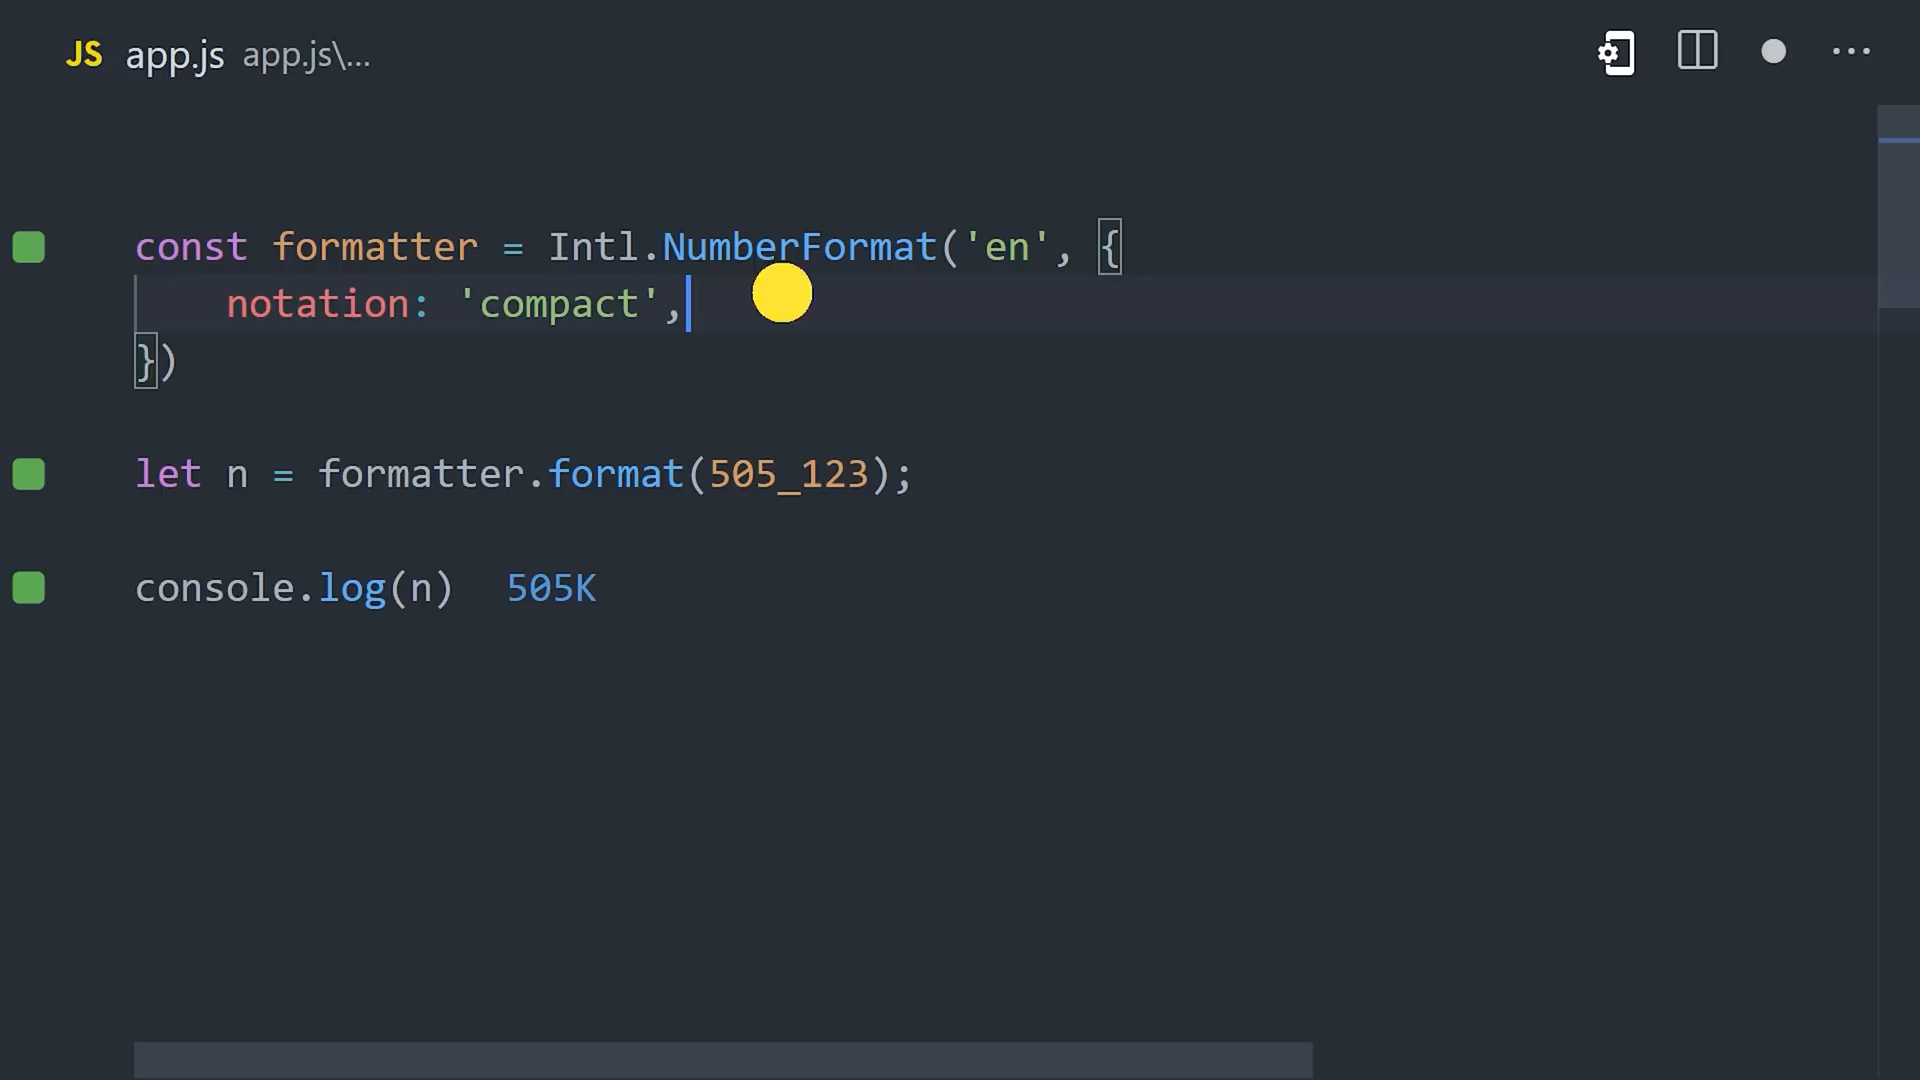 JS app.js app.js\...
const formatter = Intl.NumberFormat('en', {
    notation: 'compact',
})
let n = formatter.format(505_123);
console.log(n) 505K